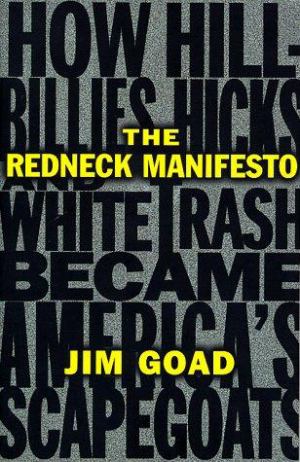 HOW HILL-
BILLIES, HICKS
THE
REDNECK MANIFESTO
AND
WHITE TRASH
BECAME
AMERICA'S
JIM GOAD
SCAPEGOATS